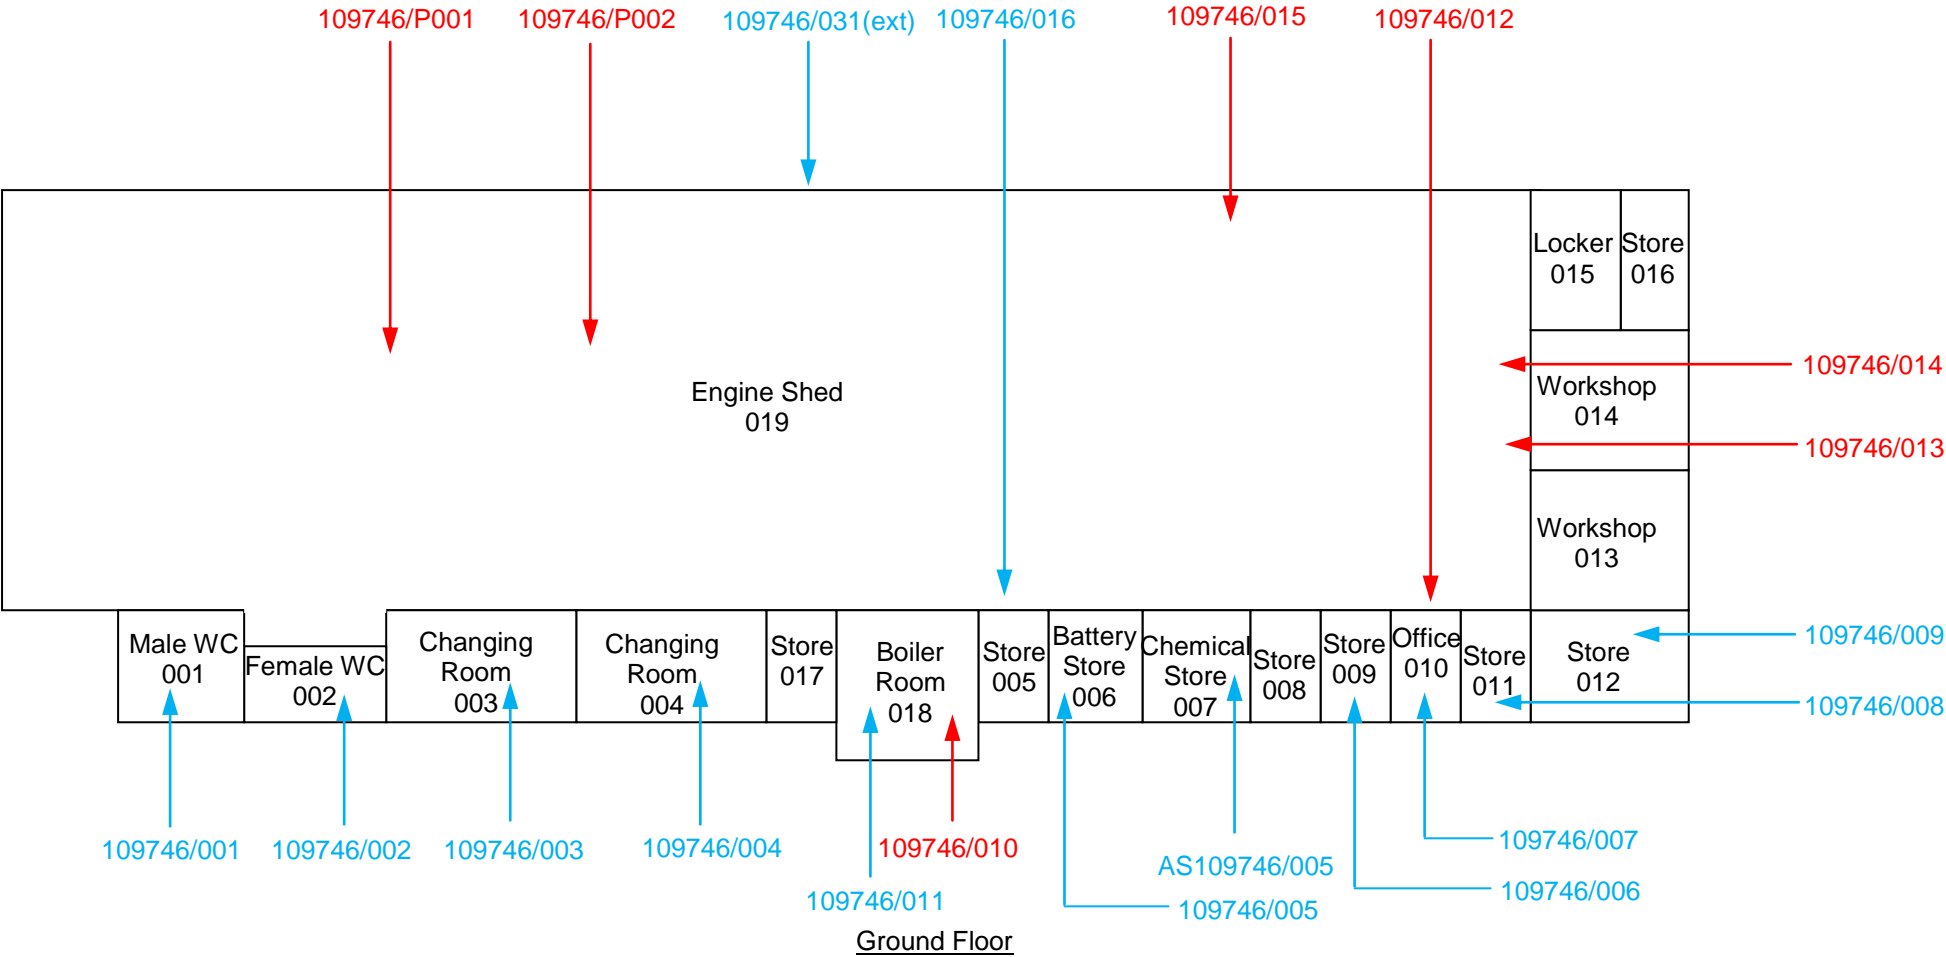 109746/P001
109746/P002
109746/031(ext)
109746/016
109746/015
109746/012
Locker
015
Store
016
109746/014
Engine Shed
019
Workshop
014
109746/013
Workshop
013
Male WC
001
Female WC
002
Changing
Room
003
Changing
Room
004
Store
017
Boiler
Room
018
Store
005
Battery
Store
006
Chemical
Store
007
Store
008
Store
009
Office
010
Store
011
Store
012
109746/009
109746/008
109746/001
109746/002
109746/003
109746/004
109746/010
109746/011
AS109746/005
109746/005
109746/007
109746/006
Ground Floor